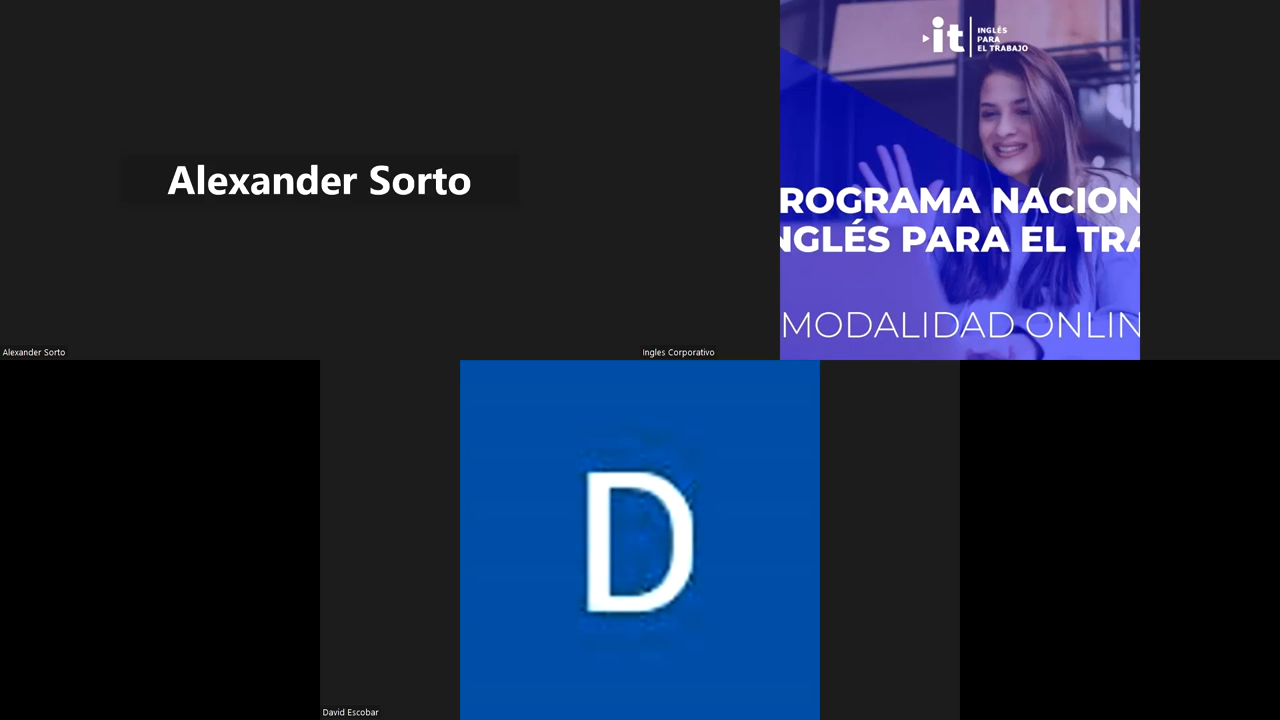 Alexander Sorto
Alexander Sorto
it
INGLÉS
PARA
EL TRABAJO
ROGRAMA NACION
NGLÉS PARA EL TRA
MODALIDAD ONLIN
Ingles Corporativo
D
David Escobar